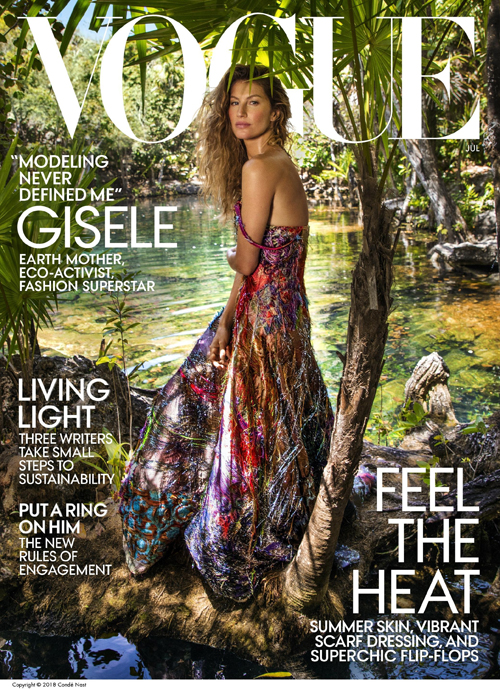 VOGUE
JUL
“MODELING
NEVER
DEFINED ME”
GISELE
EARTH MOTHER,
ECO-ACTIVIST,
FASHION SUPERSTAR
LIVING
LIGHT
THREE WRITERS
TAKE SMALL
STEPS TO
SUSTAINABILITY
PUT A RING
ON HIM
THE NEW
RULES OF
ENGAGEMENT
FEEL
THE
HEAT
SUMMER SKIN, VIBRANT
SCARF DRESSING, AND
SUPERCHIC FLIP-FLOPS
Copyright © 2018 Condé Nast